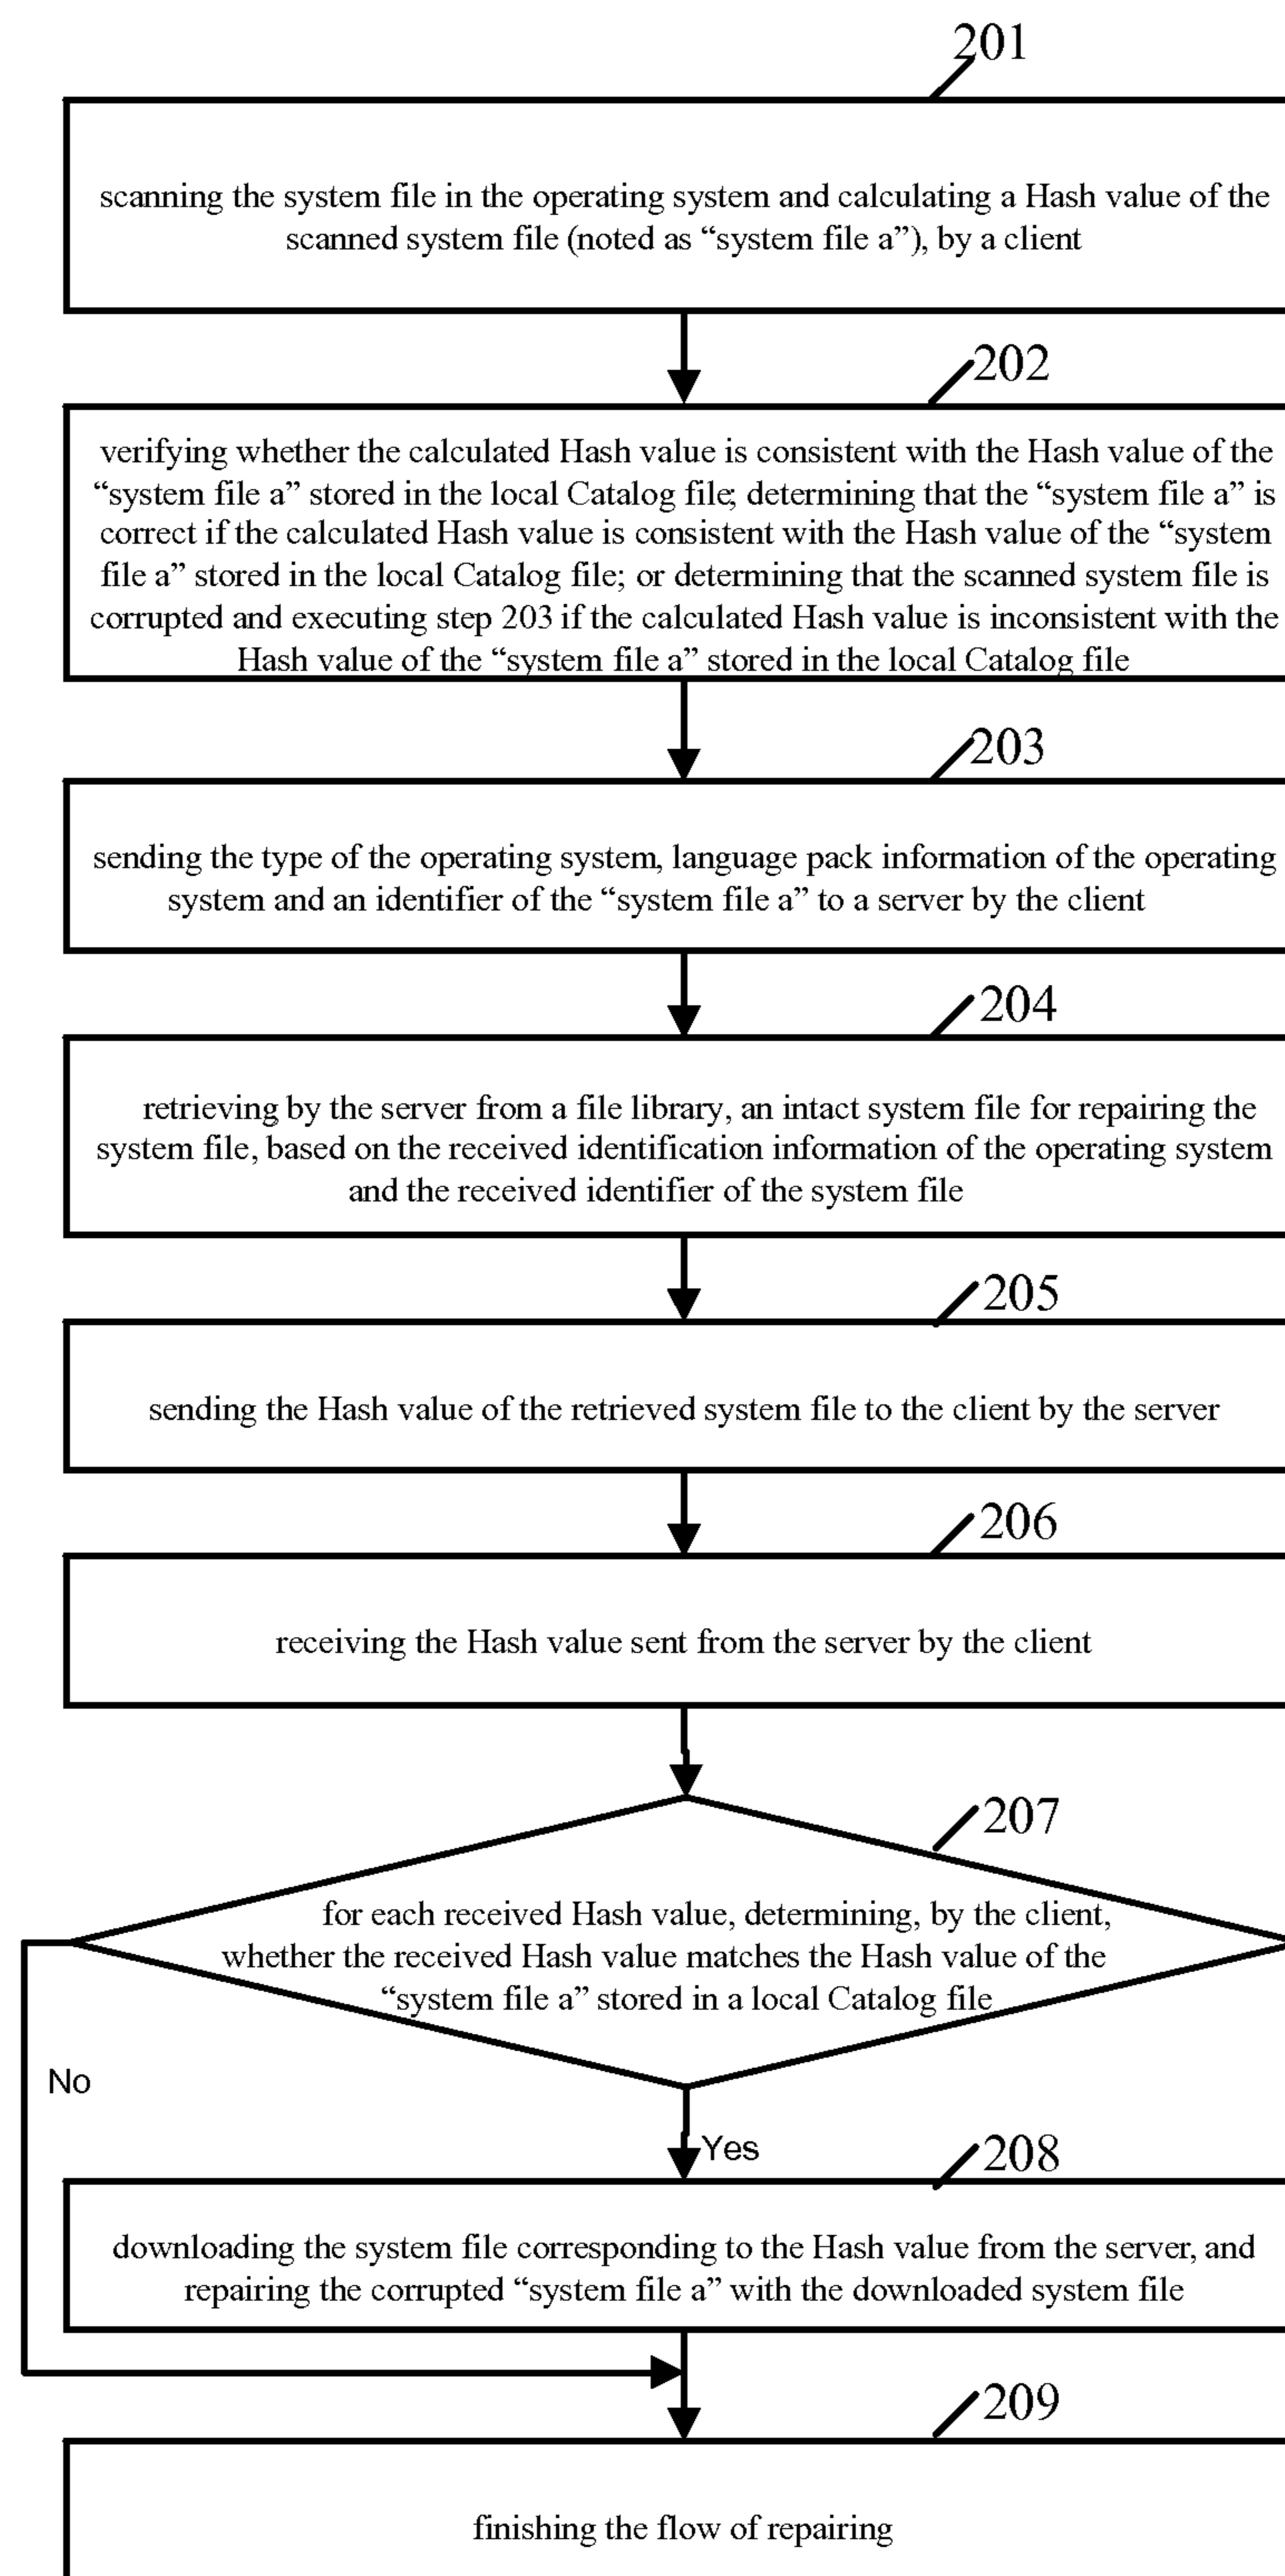 201
scanning the system file in the operating system and calculating a Hash value of the
scanned system file (noted as “system file a”), by a client
202
verifying whether the calculated Hash value is consistent with the Hash value of the
“system file a” stored in the local Catalog file; determining that the “system file a” is
correct if the calculated Hash value is consistent with the Hash value of the “system
file a” stored in the local Catalog file; or determining that the scanned system file is
corrupted and executing step 203 if the calculated Hash value is inconsistent with the
Hash value of the “system file a” stored in the local Catalog file
203
sending the type of the operating system, language pack information of the operating
system and an identifier of the “system file a” to a server by the client
204
retrieving by the server from a file library, an intact system file for repairing the
system file, based on the received identification information of the operating system
and the received identifier of the system file
205
sending the Hash value of the retrieved system file to the client by the server
206
receiving the Hash value sent from the server by the client
207
for each received Hash value, determining, by the client,
whether the received Hash value matches the Hash value of the
“system file a” stored in a local Catalog file
No
Yes
208
downloading the system file corresponding to the Hash value from the server, and
repairing the corrupted “system file a” with the downloaded system file
209
finishing the flow of repairing